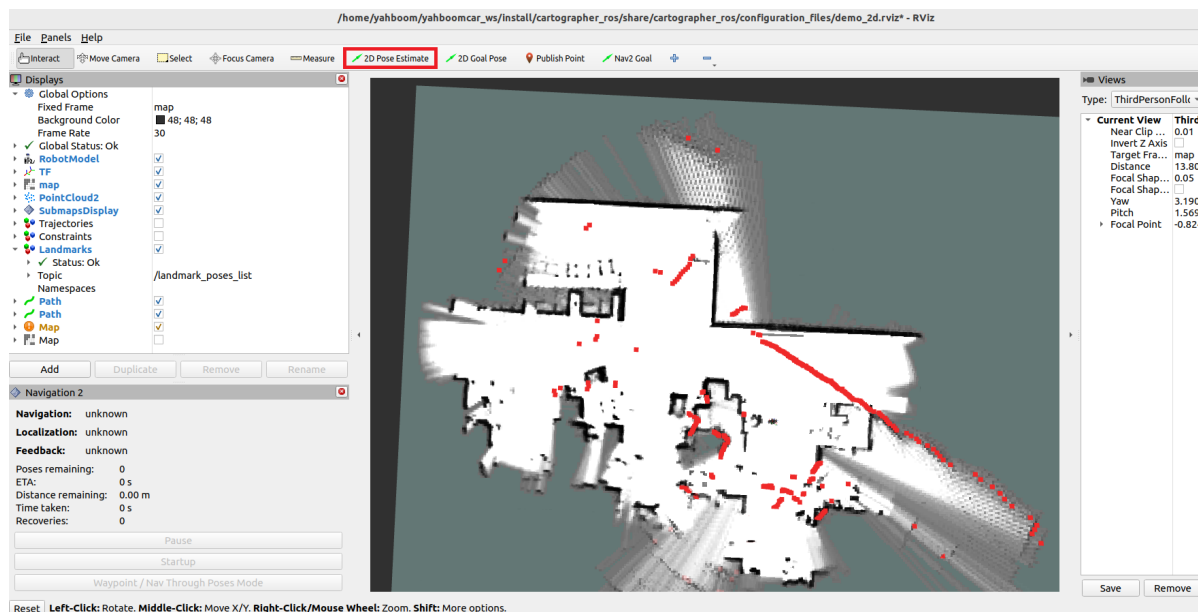 /home/yahboom/yahboomcar_ws/install/cartographer_ros/share/cartographer_ros/configuration_files/demo_2d.rviz* - RViz
File Panels Help
Interact Move Camera Select Focus Camera Measure 2D Pose Estimate 2D Goal Pose Publish Point Nav2 Goal
Displays
Global Options
Fixed Frame map
Background Color 48; 48; 48
Frame Rate 30
Global Status: Ok
RobotModel
TF
map
PointCloud2
SubmapsDisplay
Trajectories
Constraints
Landmarks
Status: Ok
Topic /landmark_poses_list
Namespaces
Path
Path
Map
Map
Add Duplicate Remove Rename
Navigation 2
Navigation: unknown
Localization: unknown
Feedback: unknown
Poses remaining: 0
ETA: 0 s
Distance remaining: 0.00 m
Time taken: 0 s
Recoveries: 0
Pause
Startup
Waypoint / Nav Through Poses Mode
Reset Left-Click: Rotate. Middle-Click: Move X/Y. Right-Click/Mouse Wheel: Zoom. Shift: More options.
Views
Type: ThirdPersonFoll
Current View Third
Near Clip ... 0.01
Invert Z Axis
Target Fra... map
Distance 13.80
Focal Shap... 0.05
Focal Shap...
Yaw 3.190
Pitch 1.569
Focal Point -0.82
Save Remove